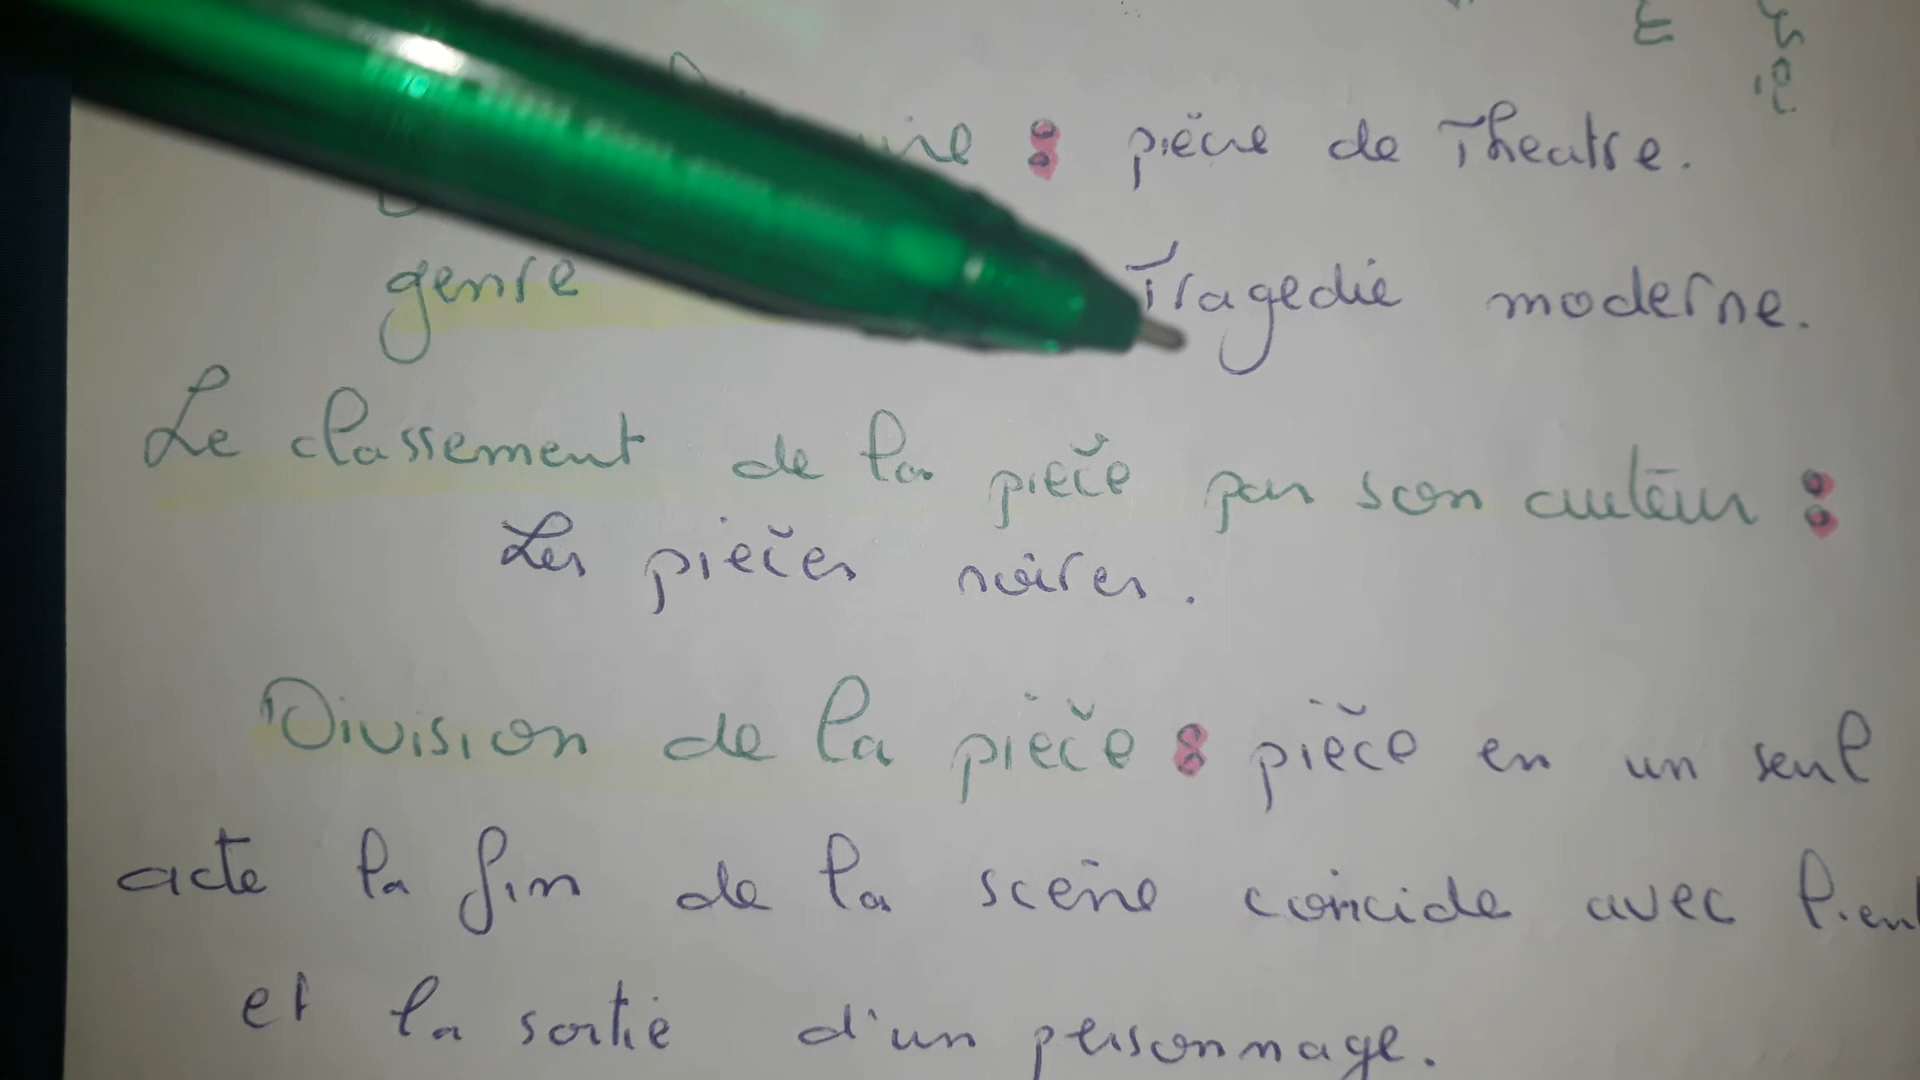 : pièce de Theatre.
genre Tragedie moderne.
Le classement de la pièce par son auteur :
Les pièces noires.
Division de la pièce : pièce en un seul
acte la fin de la scène coïncide avec
et la sortie d'un personnage.